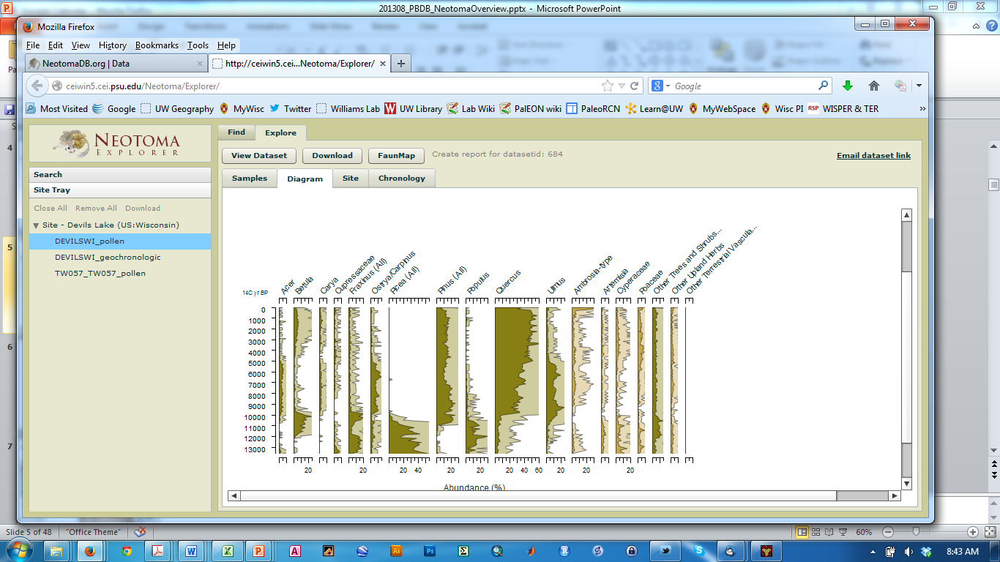 201308_PBDB_NeotomaOverview.pptx - Microsoft PowerPoint
Mozilla Firefox
File Edit View History Bookmarks Tools Help
NeotomaDB.org | Data
http://ceiwin5.cei...Neotoma/Explorer/
ceiwin5.cei.psu.edu/Neotoma/Explorer/
Google
Most Visited Google UW Geography MyWisc Twitter Williams Lab UW Library Lab Wiki PalEON wiki PaleoRCN Learn@UW MyWebSpace Wisc PI RSP WISPER & TER »
NEOTOMA
EXPLORER
Search
Site Tray
Close All Remove All Download
Site - Devils Lake (US:Wisconsin)
DEVILSWI_pollen
DEVILSWI_geochronologic
TW057_TW057_pollen
Find Explore
View Dataset Download FaunMap Create report for datasetid: 684 Email dataset link
Samples Diagram Site Chronology
14C yr BP
Acer
Betula
Carya
Cupressaceae
Fraxinus (All)
Ostrya/Carpinus
Picea (All)
Pinus (All)
Populus
Quercus
Ulmus
Ambrosia-type
Artemisia
Cyperaceae
Poaceae
Other Trees and Shrubs...
Other Upland Herbs
Other Terrestrial Vascula...
0
1000
2000
3000
4000
5000
6000
7000
8000
9000
10000
11000
12000
13000
20 20 20 40 20 20 20 40 60 20 20 20
Abundance (%)
4
5
6
7
Slide 5 of 48 "Office Theme" 60%
8:43 AM